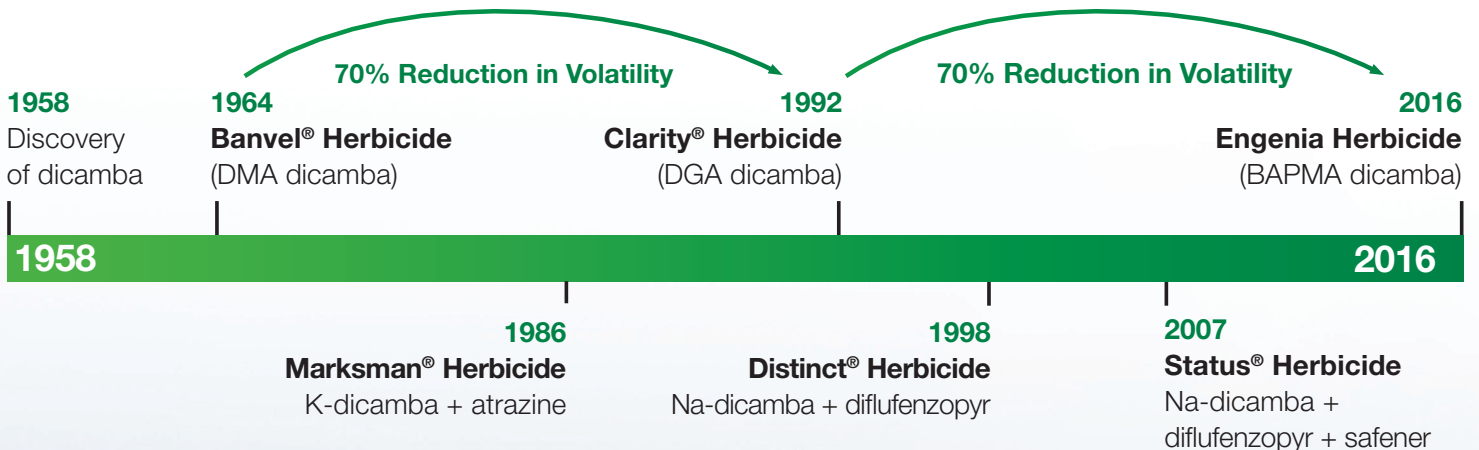 70% Reduction in Volatility
70% Reduction in Volatility
1958
Discovery
of dicamba
1964
Banvel® Herbicide
(DMA dicamba)
1992
Clarity® Herbicide
(DGA dicamba)
2016
Engenia Herbicide
(BAPMA dicamba)
1958
2016
1986
Marksman® Herbicide
K-dicamba + atrazine
1998
Distinct® Herbicide
Na-dicamba + diflufenzopyr
2007
Status® Herbicide
Na-dicamba +
diflufenzopyr + safener